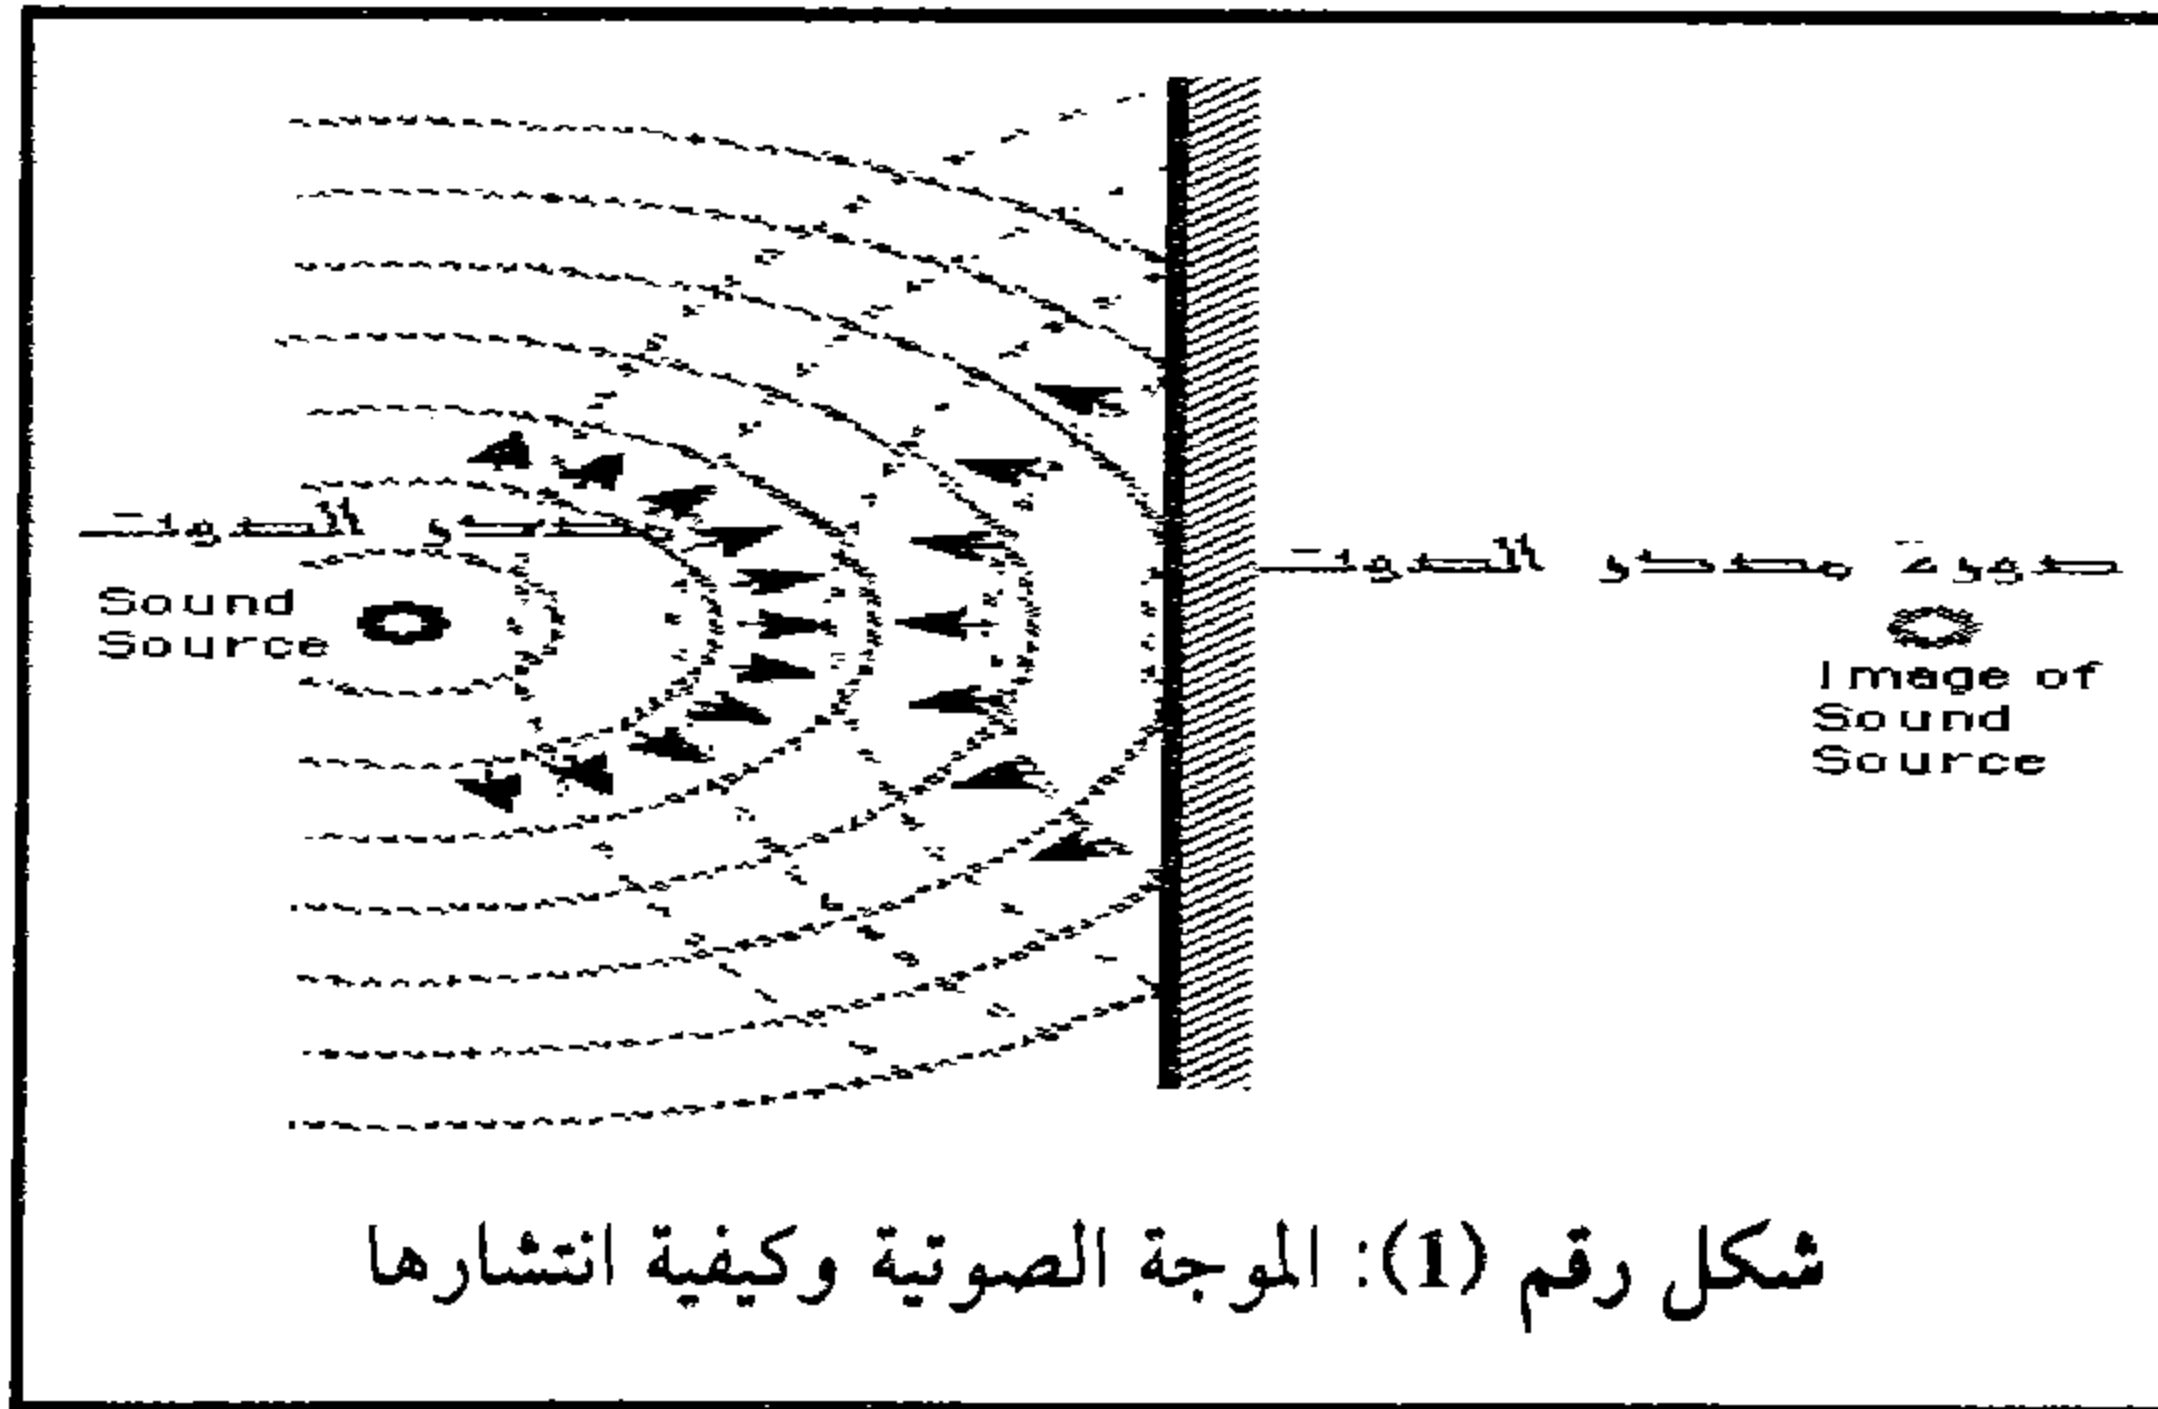 مصدر الصوت
Sound
Source
صورة مصدر الصوت
Image of
Sound
Source
شكل رقم (1): الموجة الصوتية وكيفية انتشارها